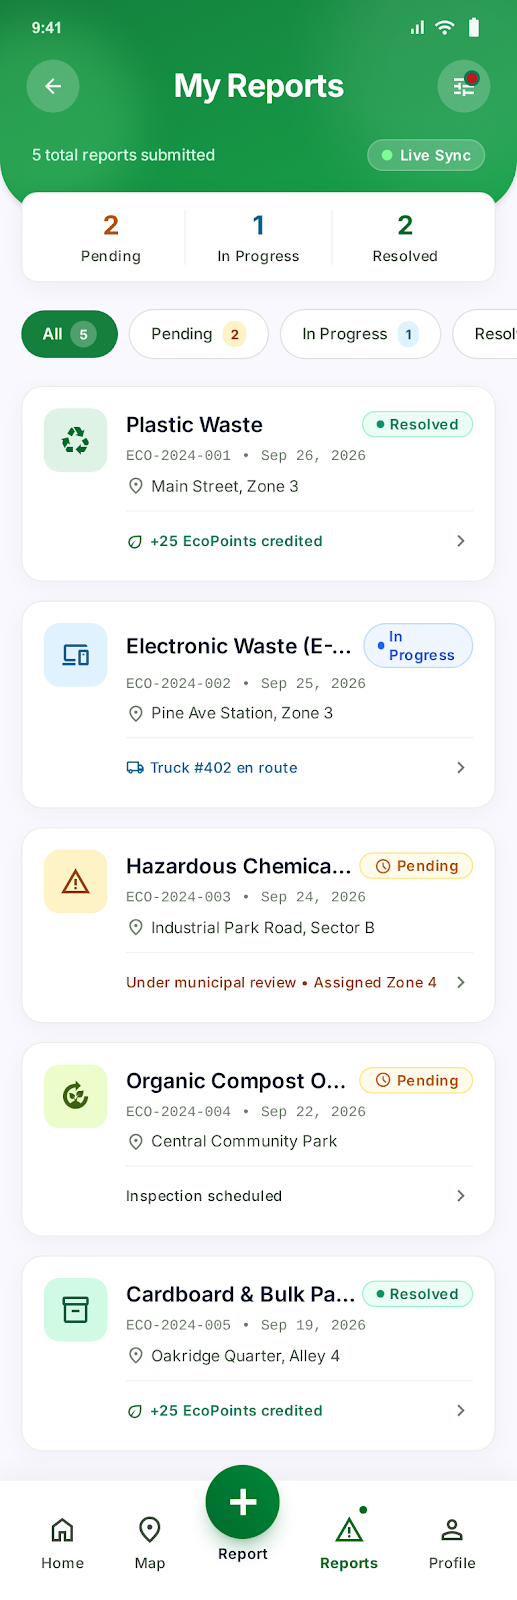 9:41
My Reports
5 total reports submitted
Live Sync
2
Pending
1
In Progress
2
Resolved
All 5
Pending 2
In Progress 1
Resol
Plastic Waste
Resolved
ECO-2024-001 • Sep 26, 2026
Main Street, Zone 3
+25 EcoPoints credited
Electronic Waste (E-...
In
Progress
ECO-2024-002 • Sep 25, 2026
Pine Ave Station, Zone 3
Truck #402 en route
Hazardous Chemica...
Pending
ECO-2024-003 • Sep 24, 2026
Industrial Park Road, Sector B
Under municipal review • Assigned Zone 4
Organic Compost O...
Pending
ECO-2024-004 • Sep 22, 2026
Central Community Park
Inspection scheduled
Cardboard & Bulk Pa...
Resolved
ECO-2024-005 • Sep 19, 2026
Oakridge Quarter, Alley 4
+25 EcoPoints credited
Home
Map
Report
Reports
Profile